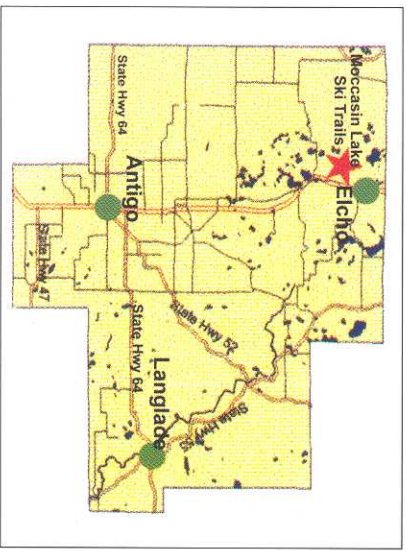 Moccasin Lake
Ski Trails
Elcho
State Hwy 64
Antigo
State Hwy 52
State Hwy 47
State Hwy 64
Langlade
State Hwy